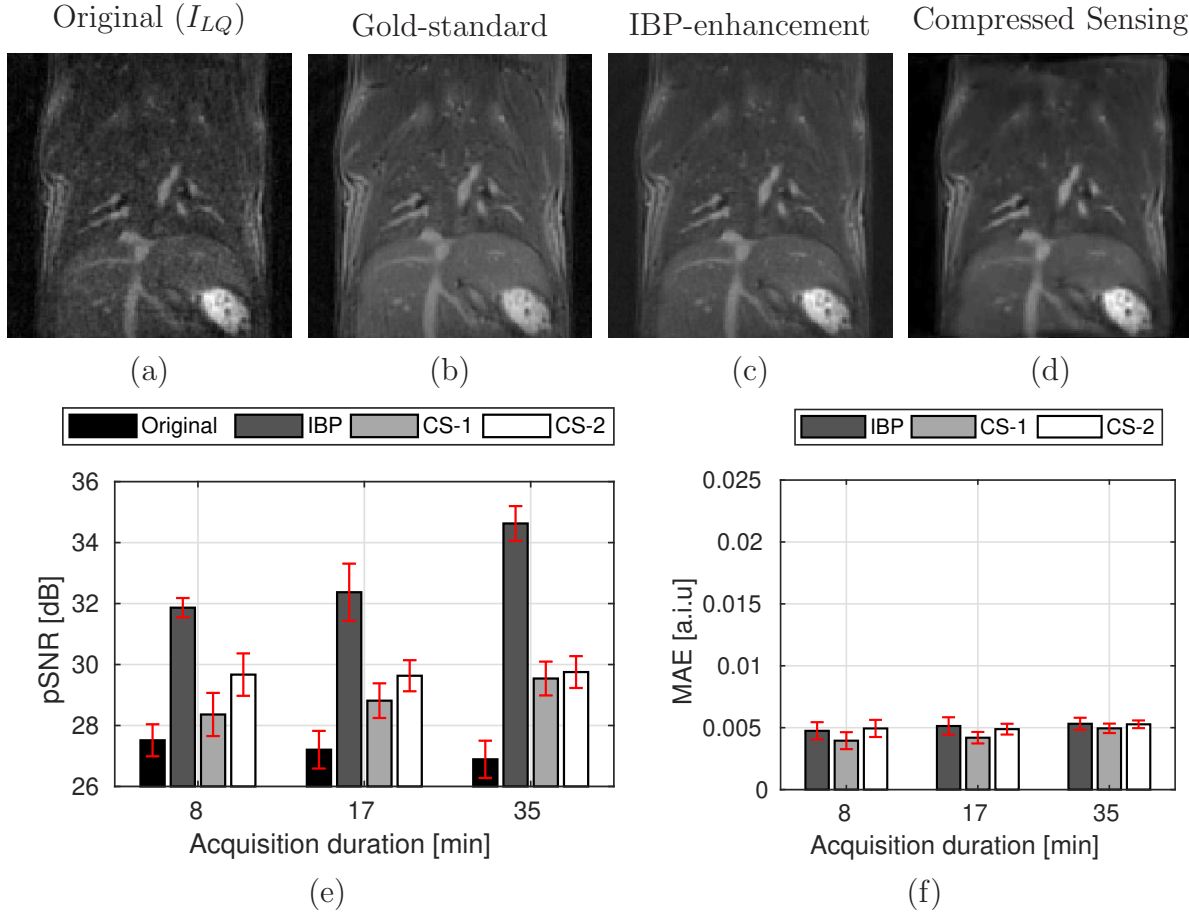 Original (I_LQ)
Gold-standard
IBP-enhancement
Compressed Sensing
(a)
(b)
(c)
(d)
Original IBP CS-1 CS-2
36
34
32
30
28
26
pSNR [dB]
8 17 35
Acquisition duration [min]
(e)
IBP CS-1 CS-2
0.025
0.02
0.015
0.01
0.005
0
MAE [a.i.u]
8 17 35
Acquisition duration [min]
(f)